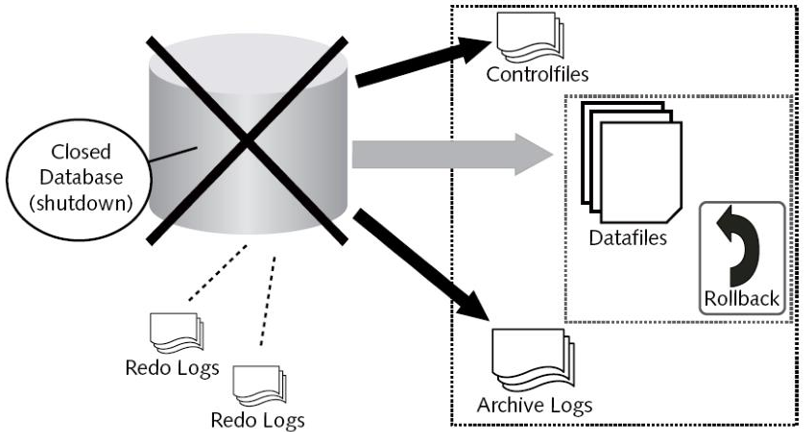 Controlfiles
Closed
Database
(shutdown)
Datafiles
Rollback
Redo Logs
Archive Logs
Redo Logs